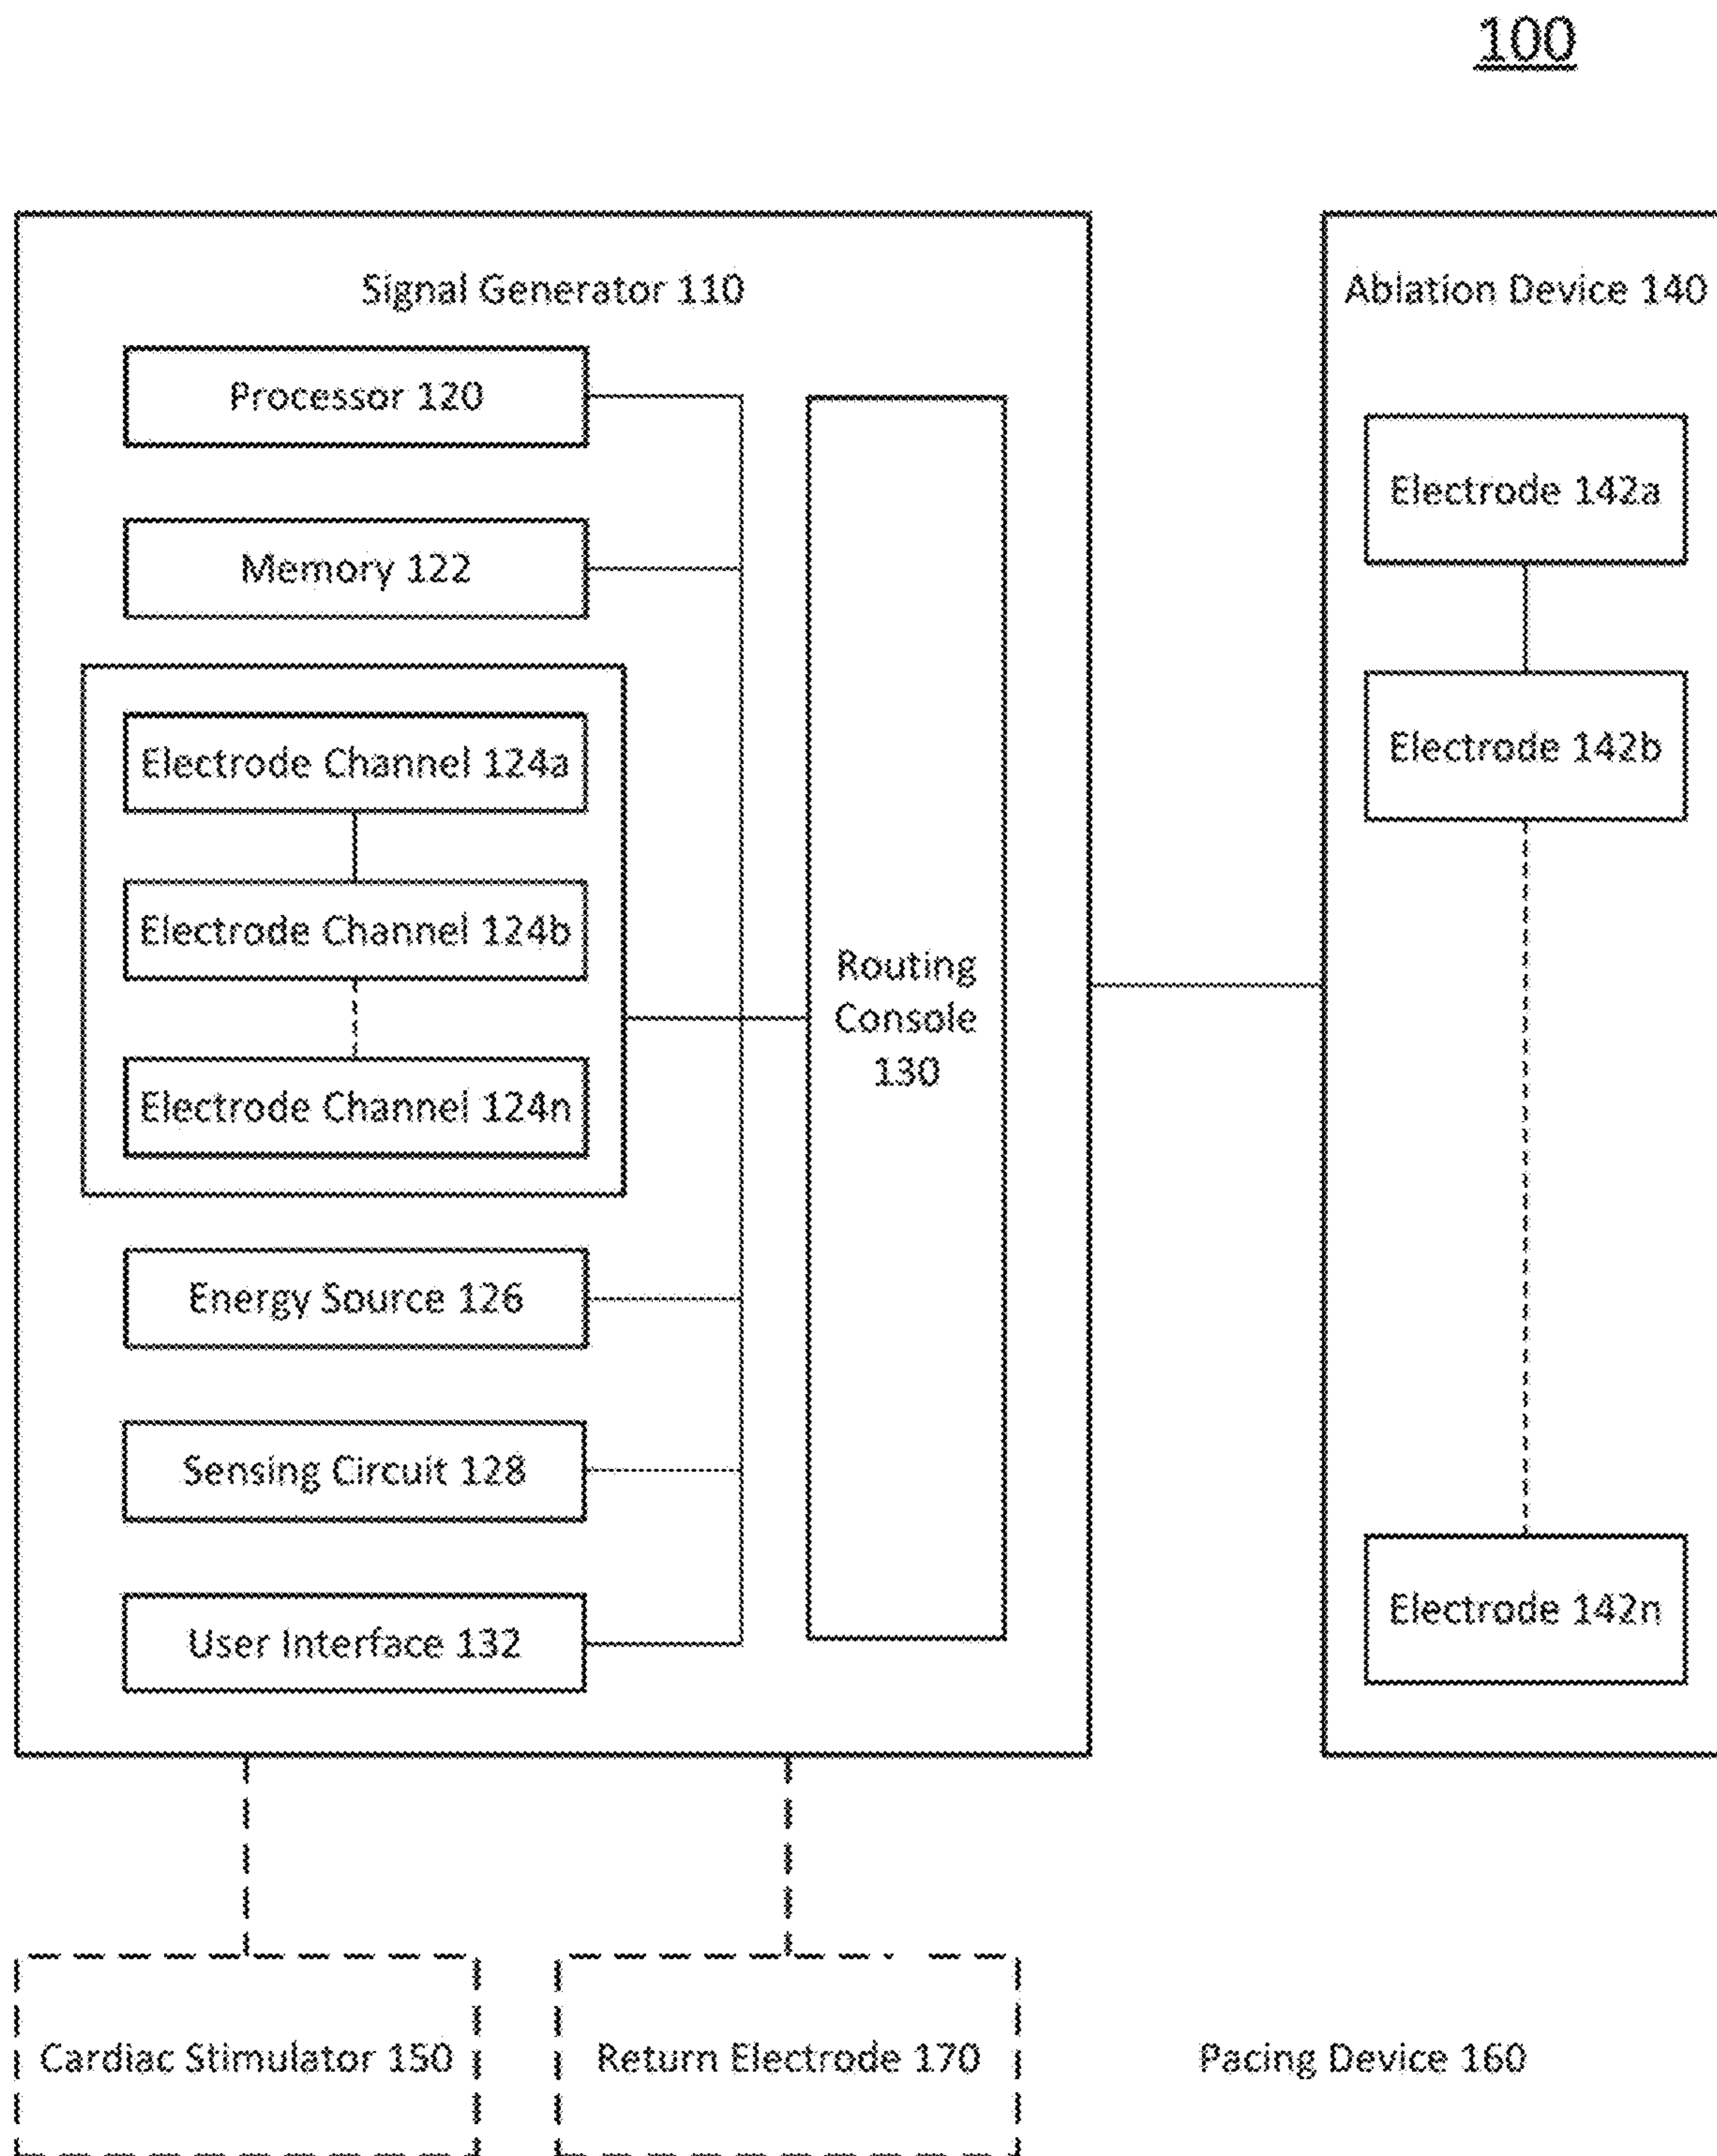 100
Signal Generator 110
Ablation Device 140
Processor 120
Memory 122
Electrode Channel 124a
Electrode Channel 124b
Electrode Channel 124n
Energy Source 126
Sensing Circuit 128
User Interface 132
Routing
Console
130
Electrode 142a
Electrode 142b
Electrode 142n
Cardiac Stimulator 150
Return Electrode 170
Pacing Device 160